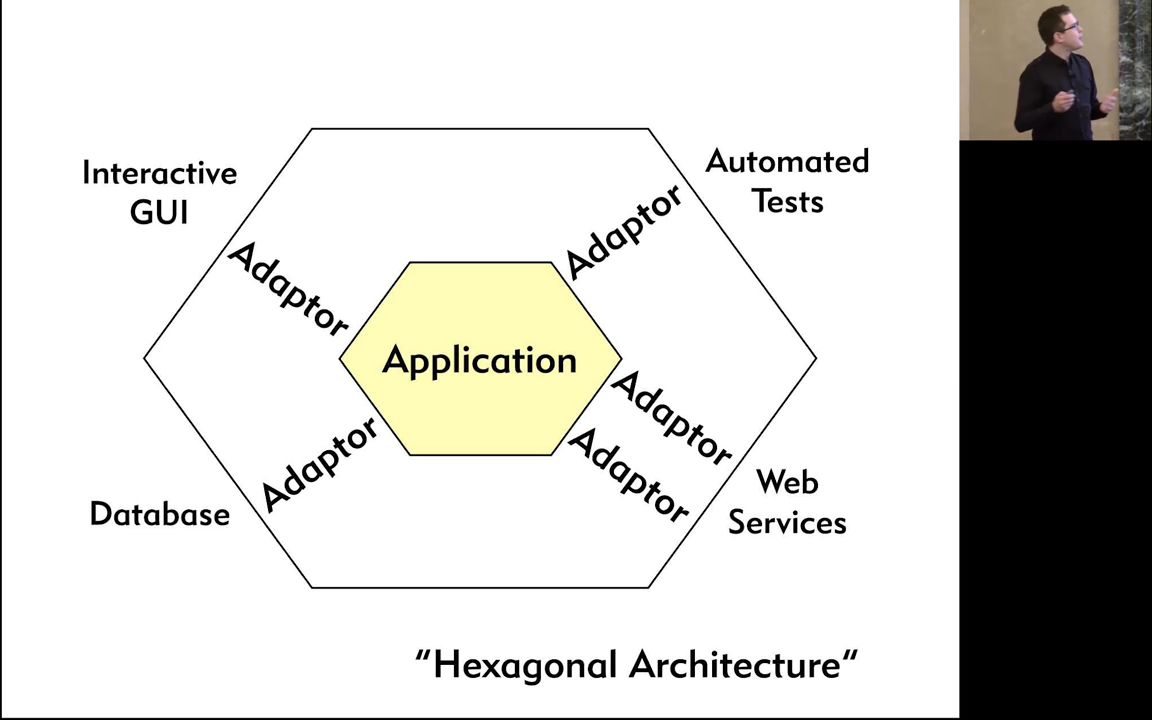 Interactive
GUI
Automated
Tests
Adaptor
Adaptor
Application
Adaptor
Adaptor
Adaptor
Database
Web
Services
“Hexagonal Architecture“